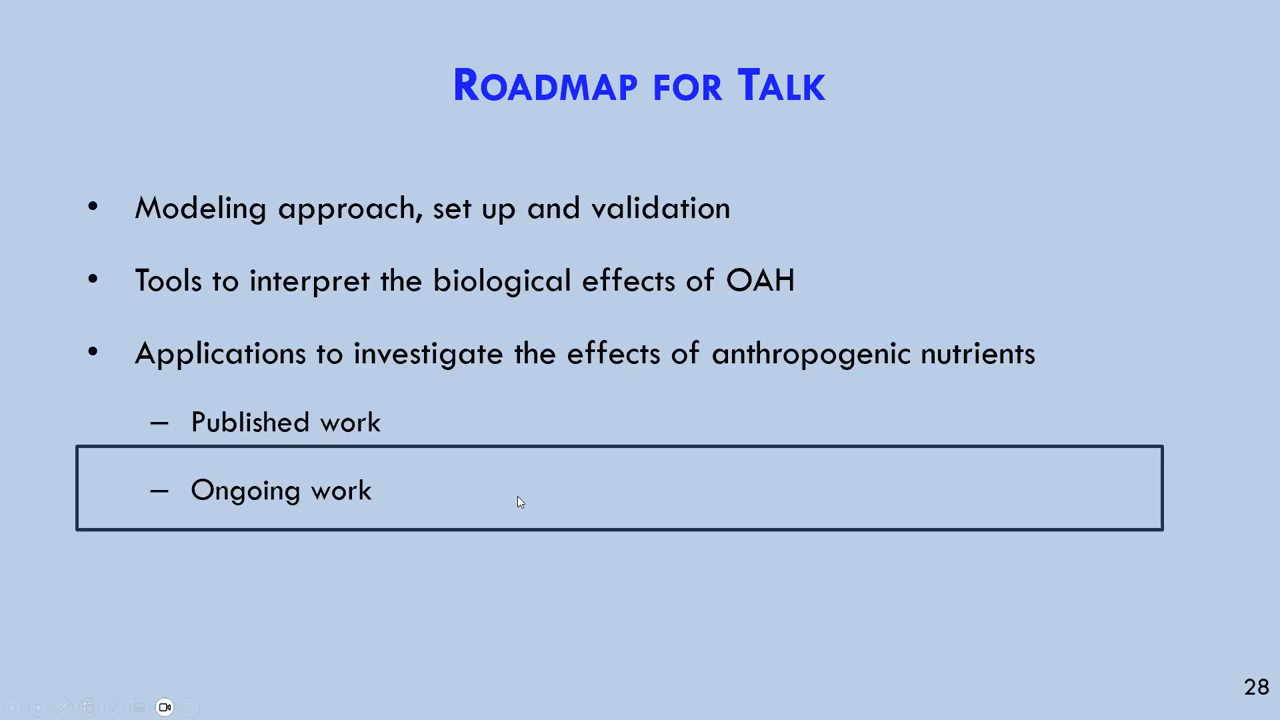 ROADMAP FOR TALK
• Modeling approach, set up and validation
• Tools to interpret the biological effects of OAH
• Applications to investigate the effects of anthropogenic nutrients
– Published work
– Ongoing work
28